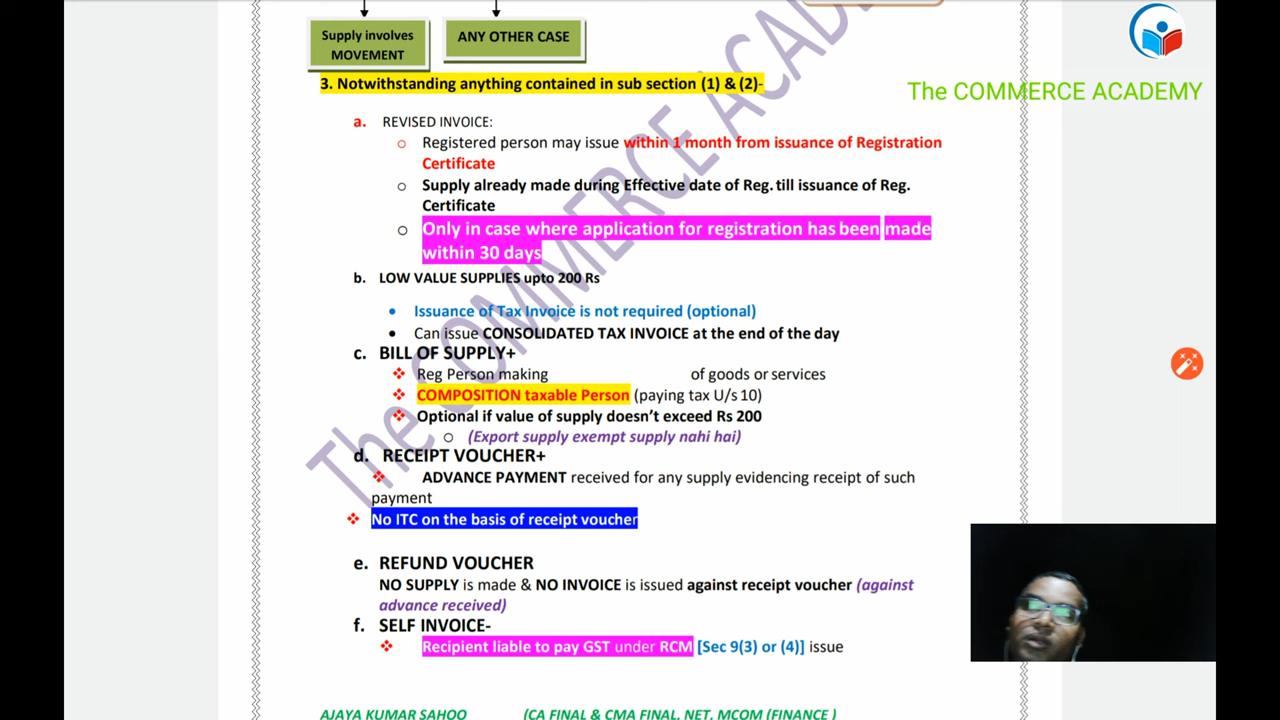 Supply involves
MOVEMENT
ANY OTHER CASE
The COMMERCE ACADEMY
3. Notwithstanding anything contained in sub section (1) & (2)-
a. REVISED INVOICE:
o Registered person may issue within 1 month from issuance of Registration
Certificate
o Supply already made during Effective date of Reg. till issuance of Reg.
Certificate
o Only in case where application for registration has been made
within 30 days
b. LOW VALUE SUPPLIES upto 200 Rs
• Issuance of Tax Invoice is not required (optional)
• Can issue CONSOLIDATED TAX INVOICE at the end of the day
c. BILL OF SUPPLY+
❖ Reg Person making of goods or services
❖ COMPOSITION taxable Person (paying tax U/s 10)
❖ Optional if value of supply doesn't exceed Rs 200
o (Export supply exempt supply nahi hai)
d. RECEIPT VOUCHER+
❖ ADVANCE PAYMENT received for any supply evidencing receipt of such
payment
❖ No ITC on the basis of receipt voucher
e. REFUND VOUCHER
NO SUPPLY is made & NO INVOICE is issued against receipt voucher (against
advance received)
f. SELF INVOICE-
❖ Recipient liable to pay GST under RCM [Sec 9(3) or (4)] issue
AJAYA KUMAR SAHOO (CA FINAL & CMA FINAL, NET, MCOM (FINANCE )
The COMMERCE ACADE